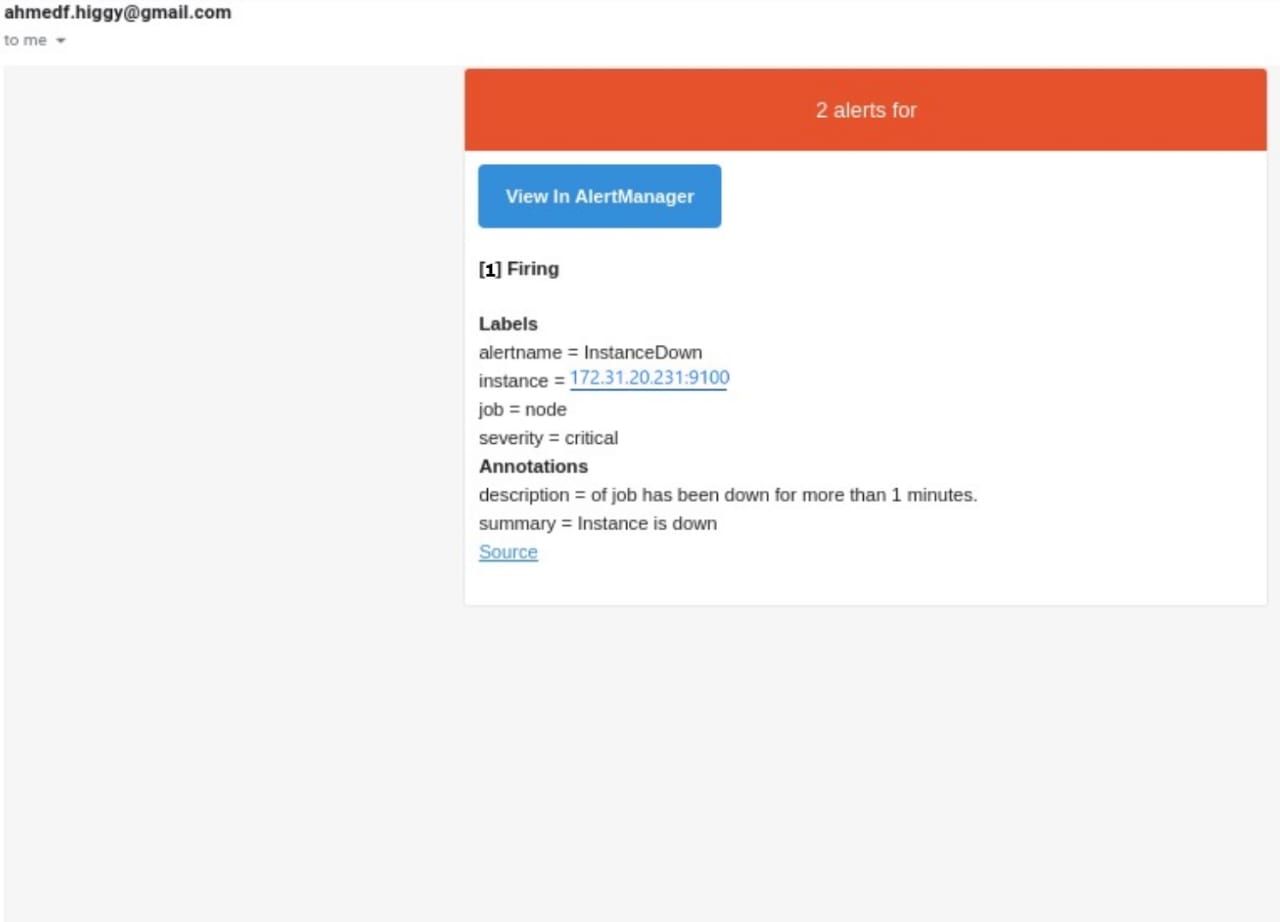 ahmedf.higgy@gmail.com
to me
2 alerts for
View In AlertManager
[1] Firing
Labels
alertname = InstanceDown
instance = 172.31.20.231:9100
job = node
severity = critical
Annotations
description = of job has been down for more than 1 minutes.
summary = Instance is down
Source